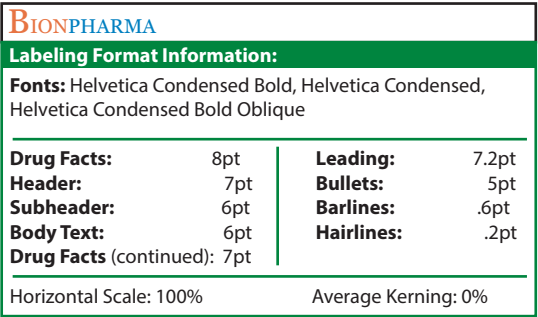 BIONPHARMA
Labeling Format Information:
Fonts: Helvetica Condensed Bold, Helvetica Condensed,
Helvetica Condensed Bold Oblique
Drug Facts: 8pt
Header: 7pt
Subheader: 6pt
Body Text: 6pt
Drug Facts (continued): 7pt
Leading: 7.2pt
Bullets: 5pt
Barlines: .6pt
Hairlines: .2pt
Horizontal Scale: 100% Average Kerning: 0%